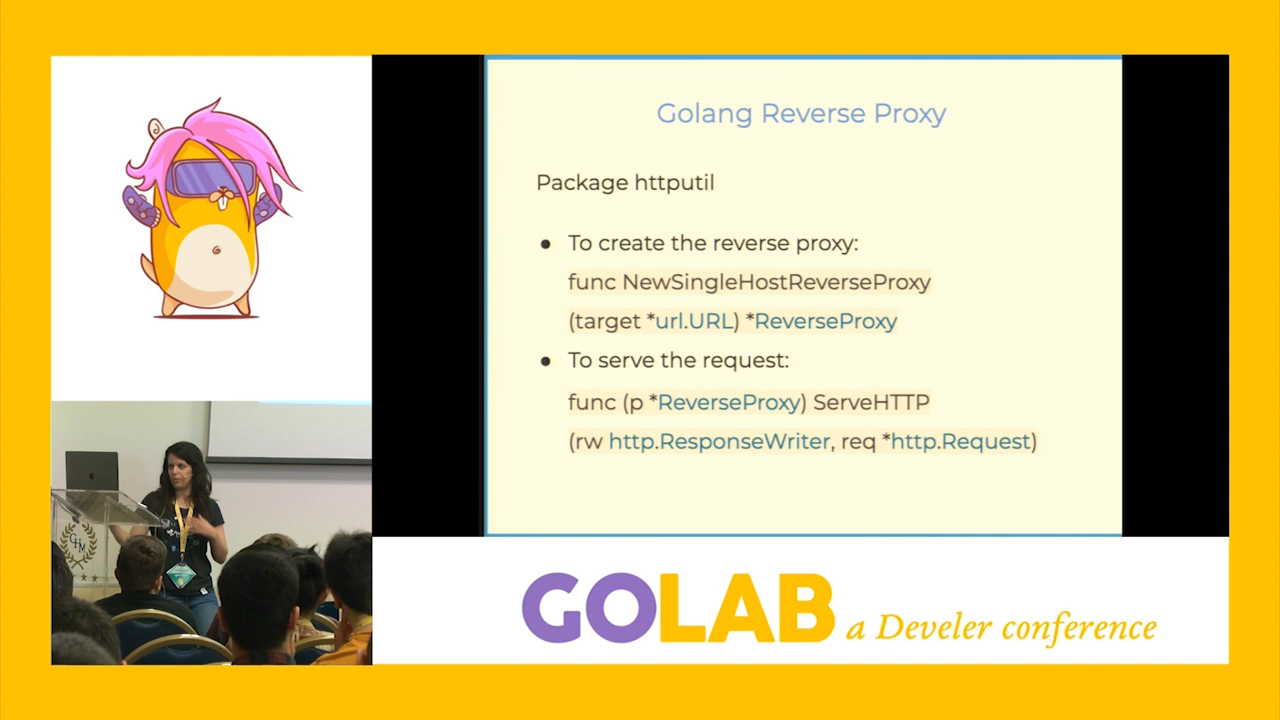 Golang Reverse Proxy
Package httputil
● To create the reverse proxy:
func NewSingleHostReverseProxy
(target *url.URL) *ReverseProxy
● To serve the request:
func (p *ReverseProxy) ServeHTTP
(rw http.ResponseWriter, req *http.Request)
GHM
GOLAB a Develer conference